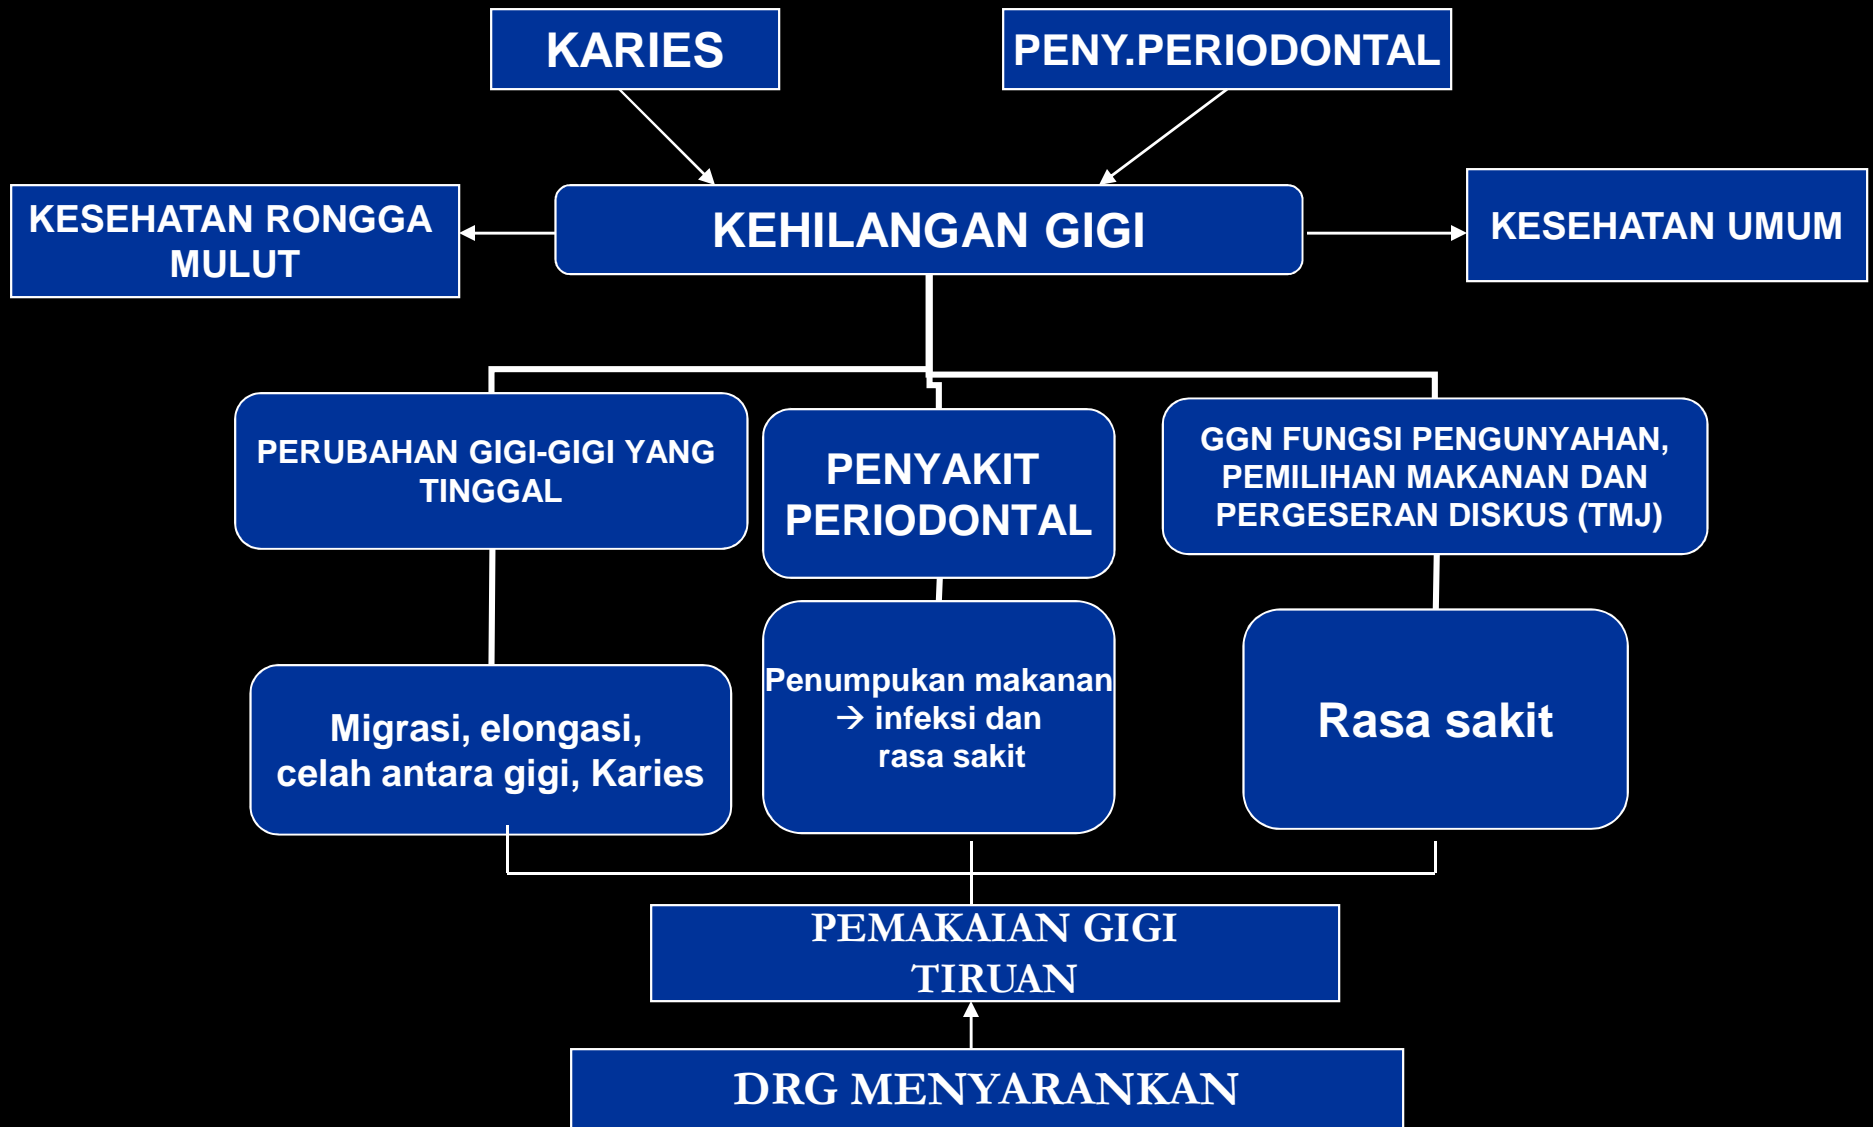 KARIES
PENY.PERIODONTAL
KESEHATAN RONGGA
MULUT
KEHILANGAN GIGI
KESEHATAN UMUM
PERUBAHAN GIGI-GIGI YANG
TINGGAL
PENYAKIT
PERIODONTAL
GGN FUNGSI PENGUNYAHAN,
PEMILIHAN MAKANAN DAN
PERGESERAN DISKUS (TMJ)
Migrasi, elongasi,
celah antara gigi, Karies
Penumpukan makanan
→ infeksi dan
rasa sakit
Rasa sakit
PEMAKAIAN GIGI
TIRUAN
DRG MENYARANKAN